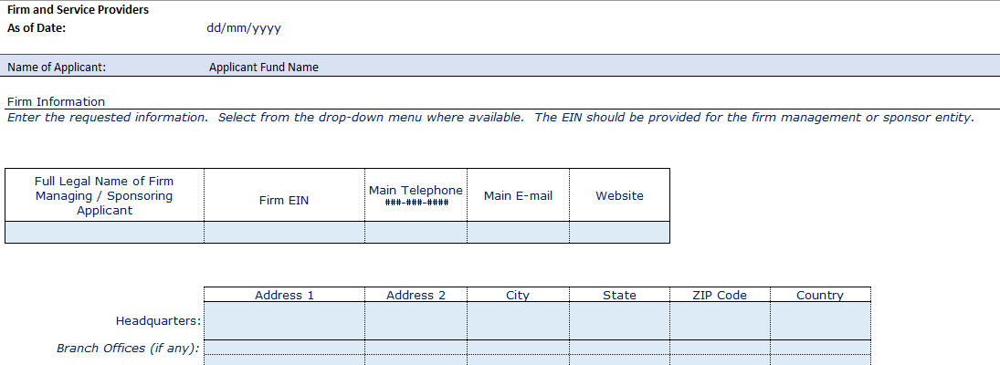 Firm and Service Providers
As of Date: dd/mm/yyyy
Name of Applicant: Applicant Fund Name
Firm Information
Enter the requested information. Select from the drop-down menu where available. The EIN should be provided for the firm management or sponsor entity.
Full Legal Name of Firm
Managing / Sponsoring
Applicant
Firm EIN
Main Telephone
###-###-####
Main E-mail
Website
Address 1 Address 2 City State ZIP Code Country
Headquarters:
Branch Offices (if any):